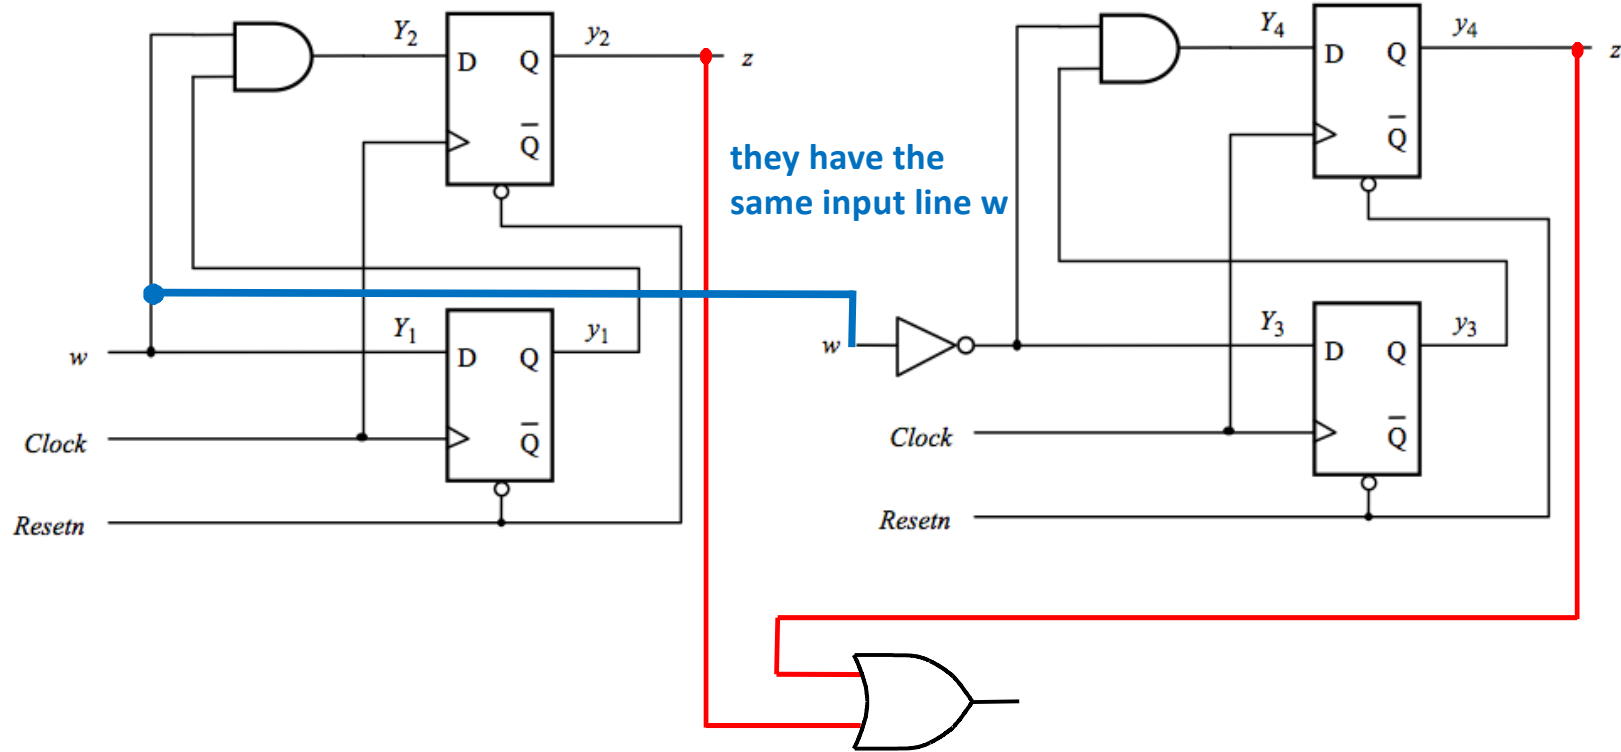 Y2
D Q
y2
z
Q̅
they have the
same input line w
w
Y1
D Q
y1
Q̅
Clock
Resetn
Y4
D Q
y4
z
Q̅
w
Y3
D Q
y3
Q̅
Clock
Resetn